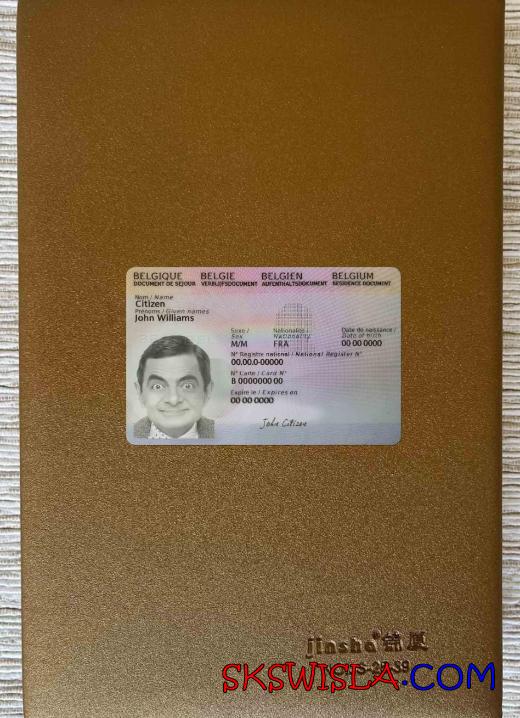 BELGIQUE BELGIE BELGIEN BELGIUM
DOCUMENT DE SEJOUR VERBLIJFSDOCUMENT AUFENTHALTSDOKUMENT RESIDENCE DOCUMENT
Nom / Name
Citizen
Prénoms / Given names
John Williams
Sexe / Nationalité / Date de naissance /
Sex Nationality Date of birth
M/M FRA 00 00 0000
N° Registre national / National Register N°
00.00.0-00000
N° Carte / Card N°
B 0000000 00
Expire le / Expires on
00 00 0000
John Citizen
jinsha® 锦厦
SKSWISLA.COM